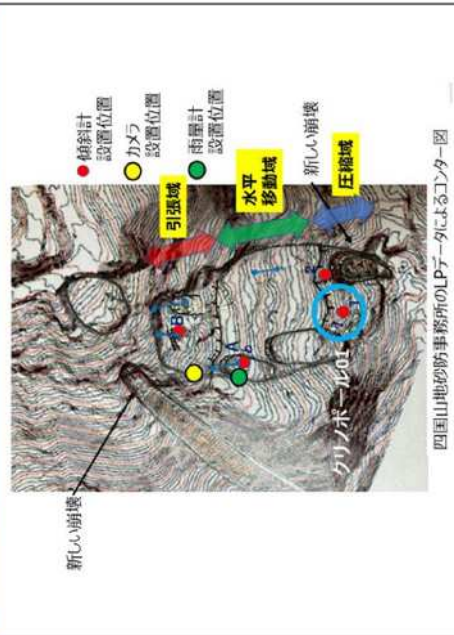 新しい崩壊
傾斜計
設置位置
カメラ
設置位置
雨量計
設置位置
引張域
水平
移動域
新しい崩壊
圧縮域
B
A
クリノポール01
四国山地砂防事務所のLPデータによるコンター図